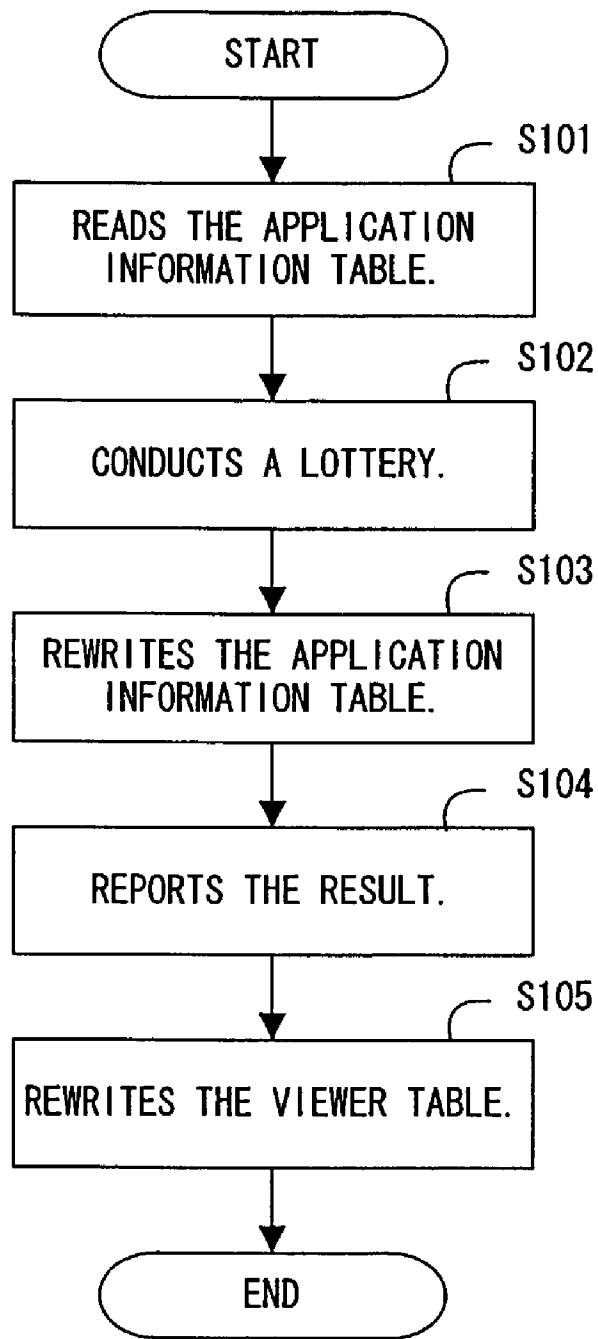 START
S101
READS THE APPLICATION
INFORMATION TABLE.
S102
CONDUCTS A LOTTERY.
S103
REWRITES THE APPLICATION
INFORMATION TABLE.
S104
REPORTS THE RESULT.
S105
REWRITES THE VIEWER TABLE.
END